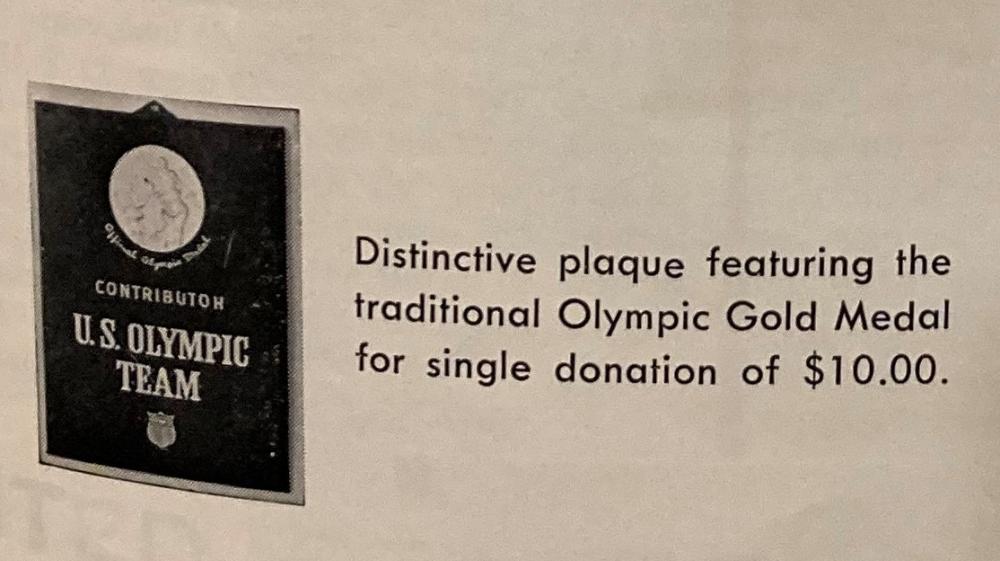 Official Olympic Medal
CONTRIBUTOR
U.S. OLYMPIC
TEAM
Distinctive plaque featuring the
traditional Olympic Gold Medal
for single donation of $10.00.